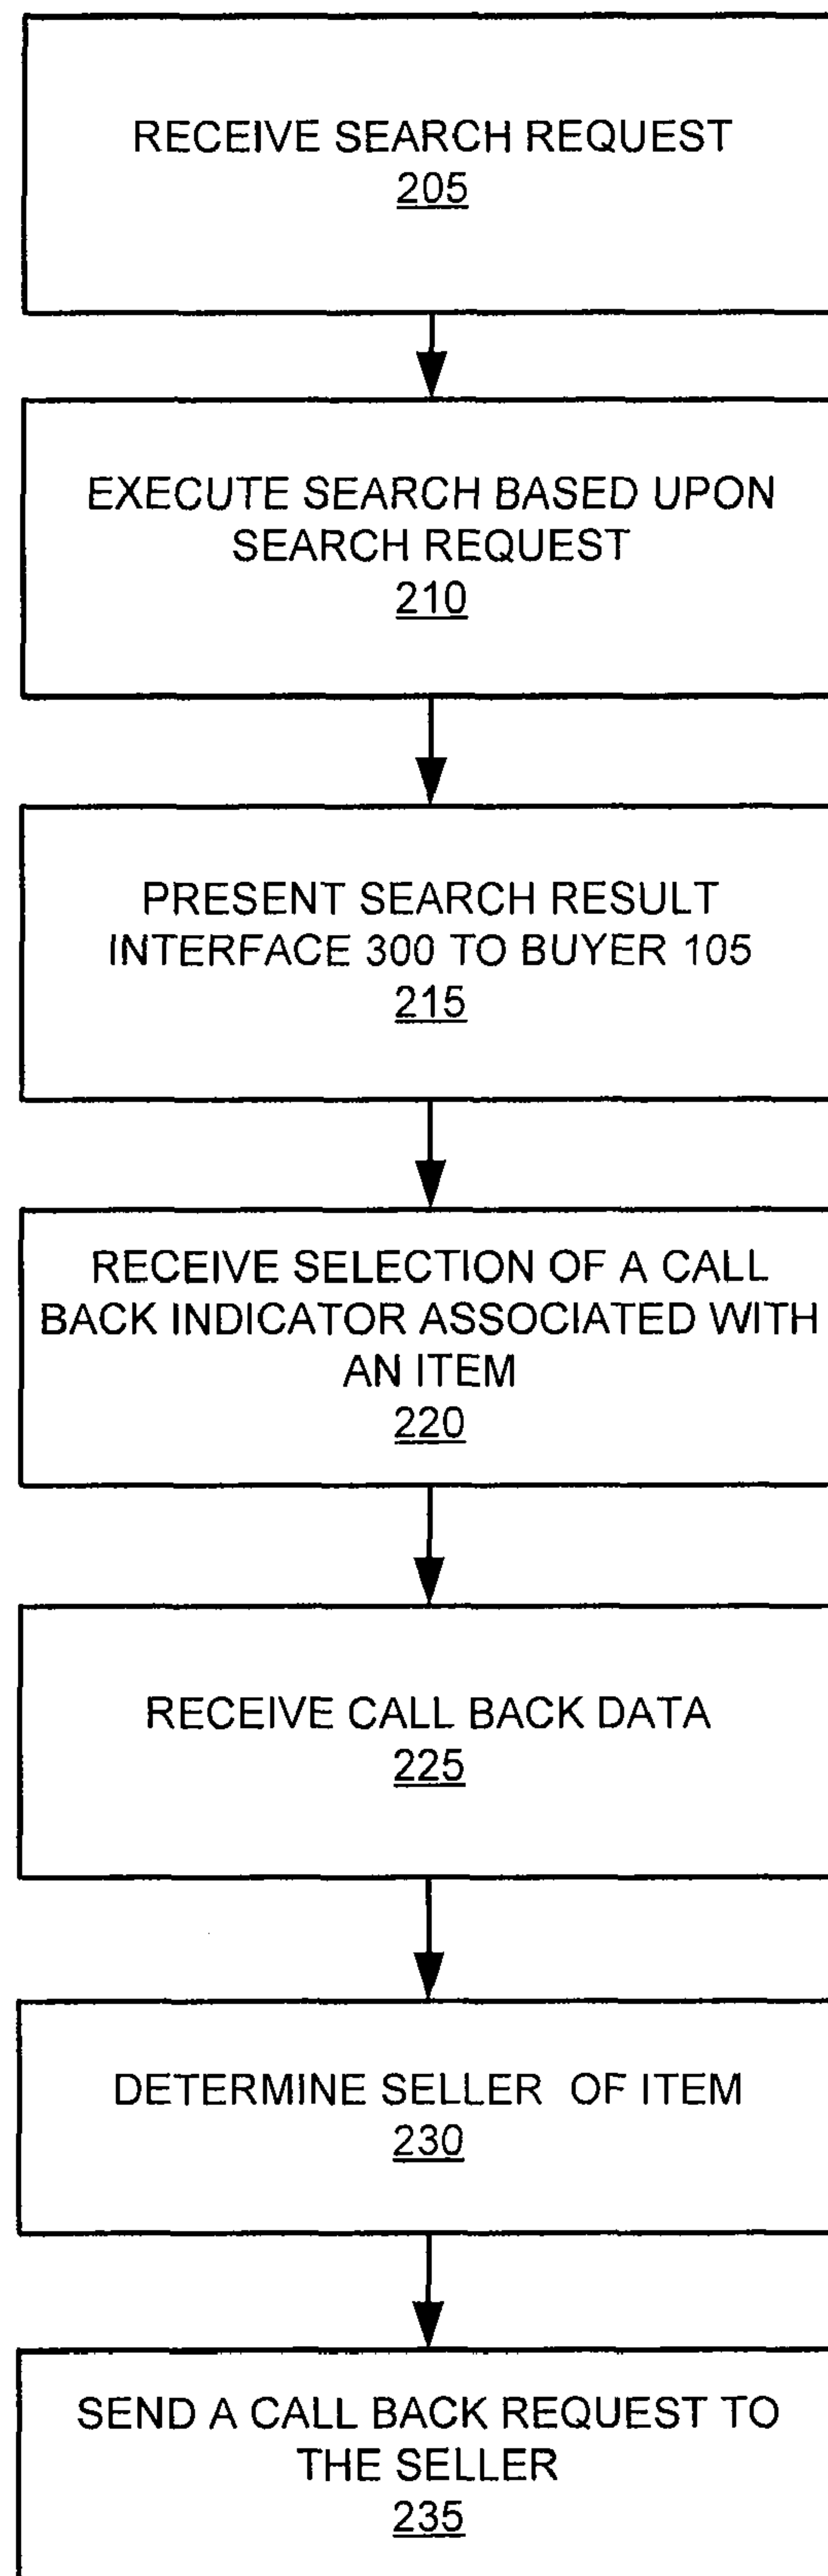 RECEIVE SEARCH REQUEST
205
EXECUTE SEARCH BASED UPON
SEARCH REQUEST
210
PRESENT SEARCH RESULT
INTERFACE 300 TO BUYER 105
215
RECEIVE SELECTION OF A CALL
BACK INDICATOR ASSOCIATED WITH
AN ITEM
220
RECEIVE CALL BACK DATA
225
DETERMINE SELLER OF ITEM
230
SEND A CALL BACK REQUEST TO
THE SELLER
235